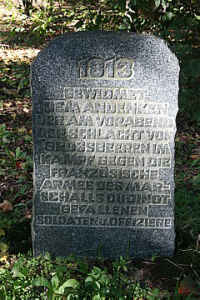 1813
GEWIDMET
DEM ANDENKEN
DER AM VORABEND
DER SCHLACHT VON
GROSSBEEREN IM
KAMPF GEGEN DIE
FRANZÖSISCHE
ARMEE DES MAR-
SCHALLS OUDINOT
GEFALLENEN
SOLDATEN U. OFFIZIERE